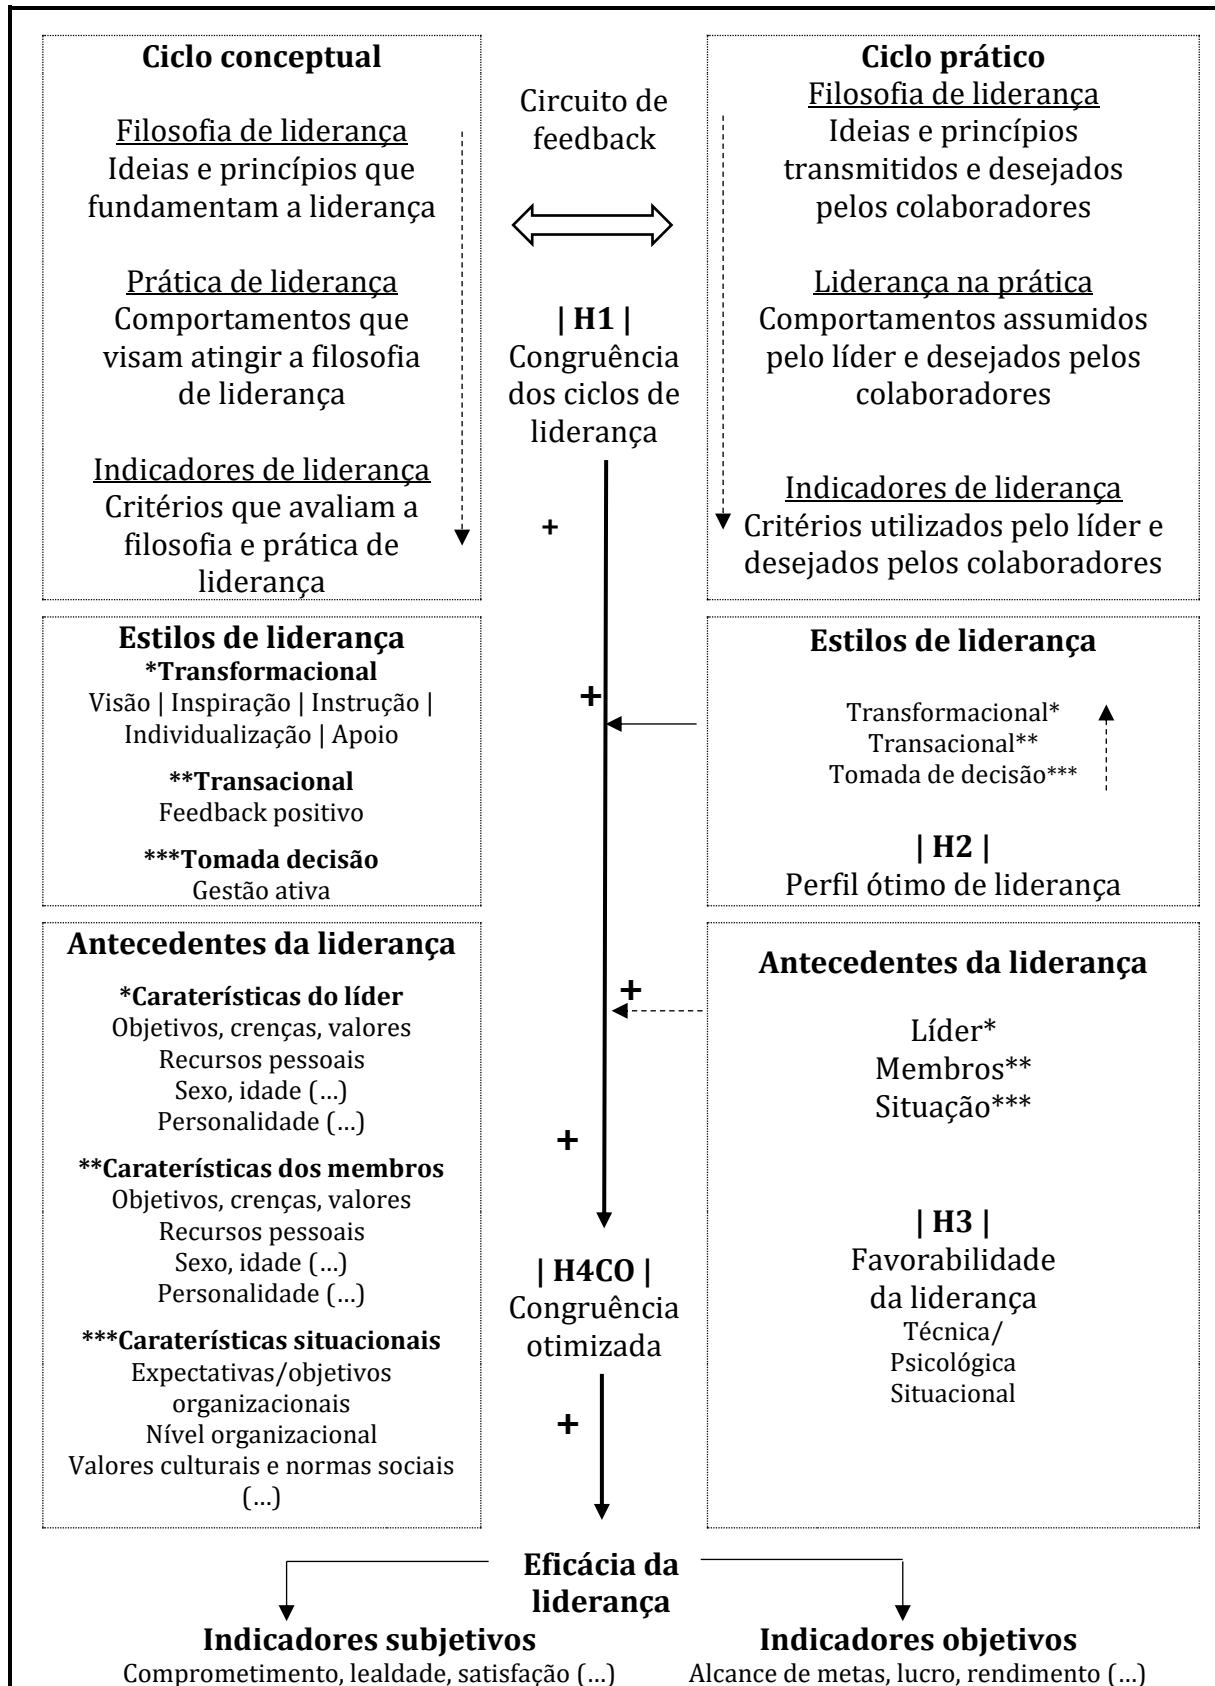 Ciclo conceptual
Filosofia de liderança
Ideias e princípios que
fundamentam a liderança
Prática de liderança
Comportamentos que
visam atingir a filosofia
de liderança
Indicadores de liderança
Critérios que avaliam a
filosofia e prática de
liderança
Circuito de
feedback
| H1 |
Congruência
dos ciclos de
liderança
+
Ciclo prático
Filosofia de liderança
Ideias e princípios
transmitidos e desejados
pelos colaboradores
Liderança na prática
Comportamentos assumidos
pelo líder e desejados pelos
colaboradores
Indicadores de liderança
Critérios utilizados pelo líder e
desejados pelos colaboradores
Estilos de liderança
*Transformacional
Visão | Inspiração | Instrução |
Individualização | Apoio
**Transacional
Feedback positivo
***Tomada decisão
Gestão ativa
+
Estilos de liderança
Transformacional*
Transacional**
Tomada de decisão***
| H2 |
Perfil ótimo de liderança
Antecedentes da liderança
*Caraterísticas do líder
Objetivos, crenças, valores
Recursos pessoais
Sexo, idade (…)
Personalidade (…)
**Caraterísticas dos membros
Objetivos, crenças, valores
Recursos pessoais
Sexo, idade (…)
Personalidade (…)
***Caraterísticas situacionais
Expectativas/objetivos
organizacionais
Nível organizacional
Valores culturais e normas sociais
(…)
+
+
| H4CO |
Congruência
otimizada
+
Antecedentes da liderança
Líder*
Membros**
Situação***
| H3 |
Favorabilidade
da liderança
Técnica/
Psicológica
Situacional
Eficácia da
liderança
Indicadores subjetivos
Comprometimento, lealdade, satisfação (…)
Indicadores objetivos
Alcance de metas, lucro, rendimento (…)